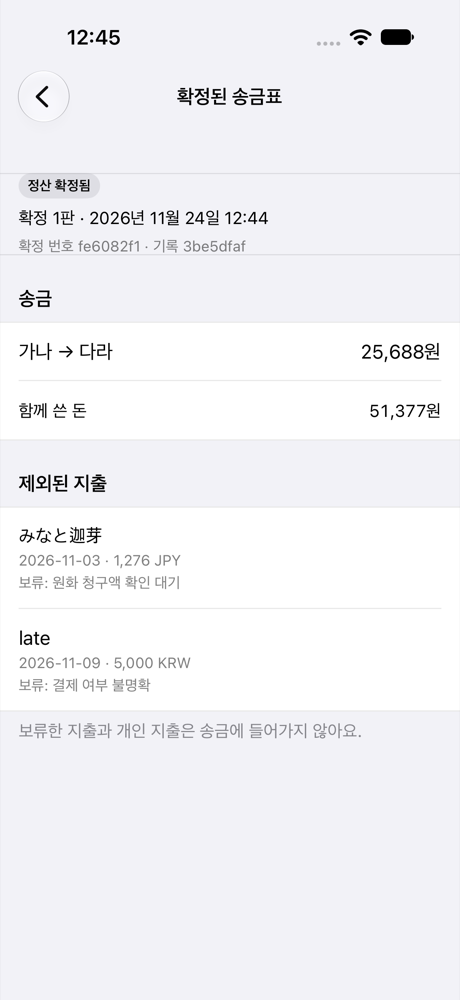 12:45
확정된 송금표
정산 확정됨
확정 1판 · 2026년 11월 24일 12:44
확정 번호 fe6082f1 · 기록 3be5dfaf
송금
가나 → 다라 25,688원
함께 쓴 돈 51,377원
제외된 지출
みなと迦芽
2026-11-03 · 1,276 JPY
보류: 원화 청구액 확인 대기
late
2026-11-09 · 5,000 KRW
보류: 결제 여부 불명확
보류한 지출과 개인 지출은 송금에 들어가지 않아요.